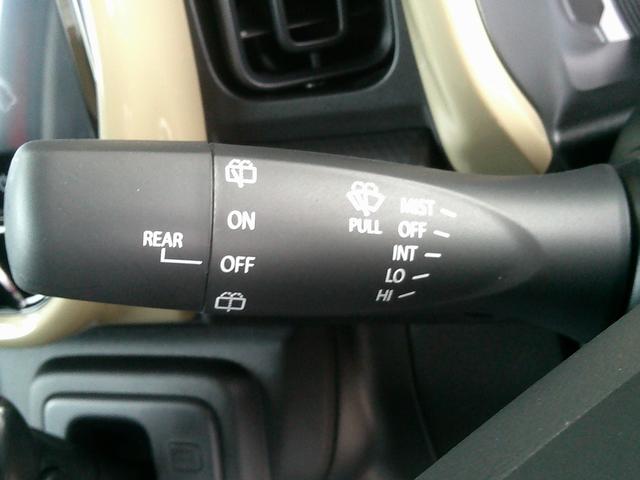 REAR
ON
OFF
PULL
MIST
OFF
INT
LO
HI